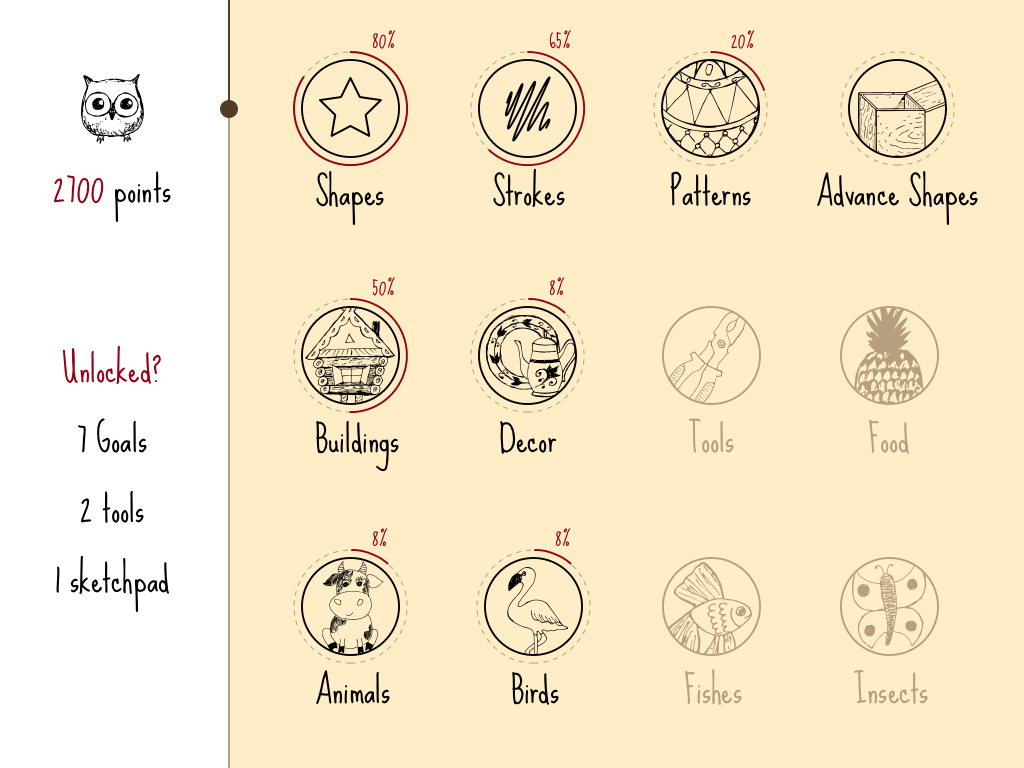 2700 points
Unlocked?
7 Goals
2 tools
1 sketchpad
80%
65%
20%
Shapes
Strokes
Patterns
Advance Shapes
50%
8%
Buildings
Decor
Tools
Food
8%
8%
Animals
Birds
Fishes
Insects